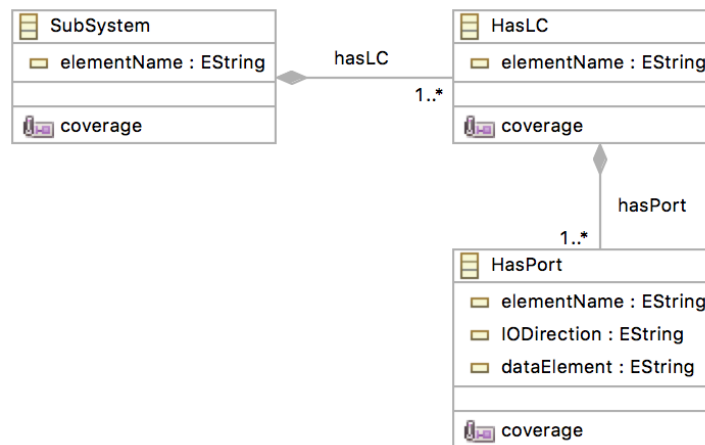 SubSystem
elementName : EString
coverage
hasLC
1..*
HasLC
elementName : EString
coverage
hasPort
1..*
HasPort
elementName : EString
IODirection : EString
dataElement : EString
coverage